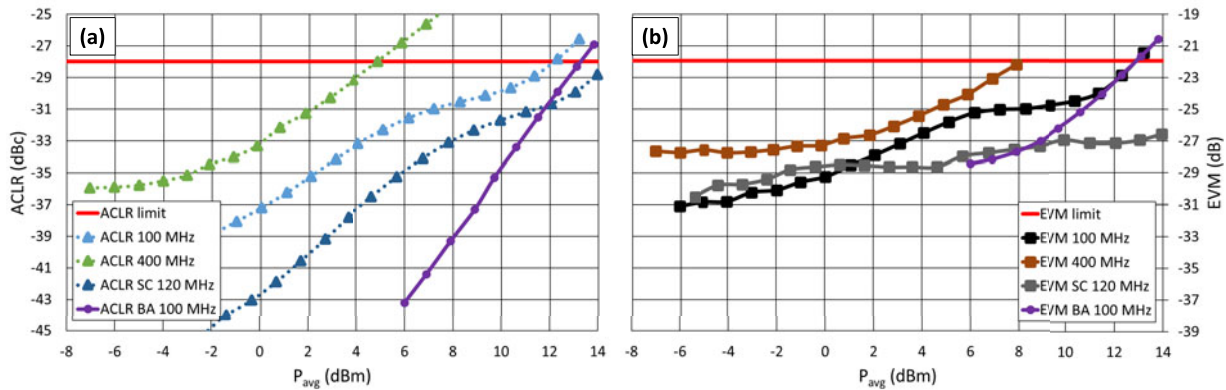 (a)
-25
-27
-29
-31
-33
-35
-37
-39
-41
-43
-45
ACLR (dBc)
ACLR limit
ACLR 100 MHz
ACLR 400 MHz
ACLR SC 120 MHz
ACLR BA 100 MHz
-8 -6 -4 -2 0 2 4 6 8 10 12 14
Pavg (dBm)
(b)
-19
-21
-23
-25
-27
-29
-31
-33
-35
-37
-39
EVM (dB)
EVM limit
EVM 100 MHz
EVM 400 MHz
EVM SC 120 MHz
EVM BA 100 MHz
-8 -6 -4 -2 0 2 4 6 8 10 12 14
Pavg (dBm)